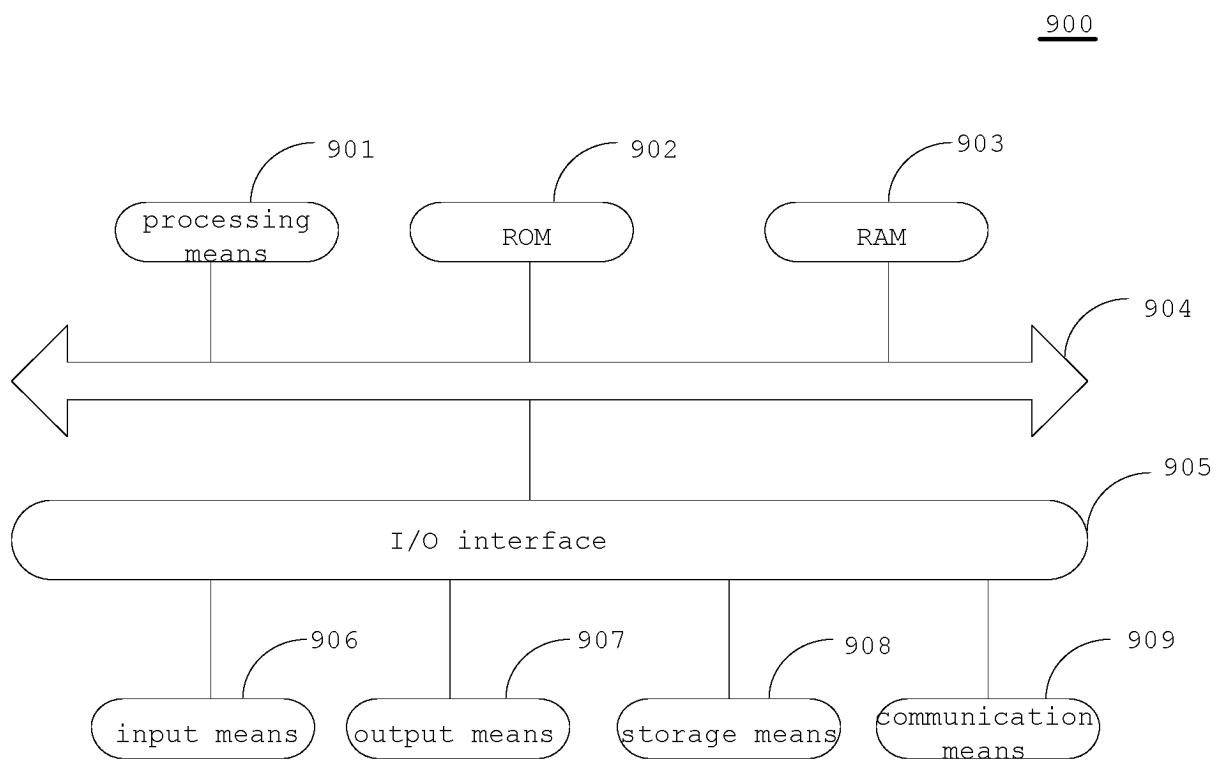 900
901
902
903
processing
means
ROM
RAM
904
905
I/O interface
906
907
908
909
input means
output means
storage means
communication
means